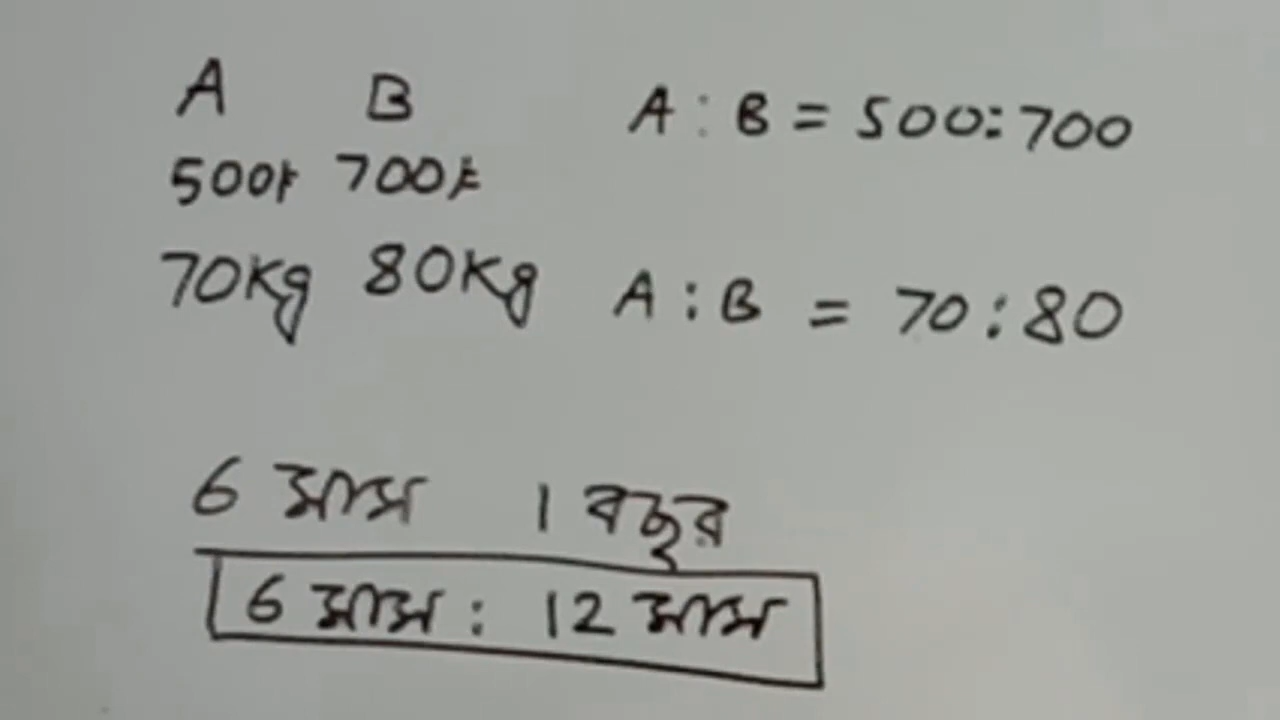 A B A : B = 500:700
500৳ 700৳
70Kg 80Kg A : B = 70 : 80
6 মাস 1 বছর
6 মাস : 12 মাস